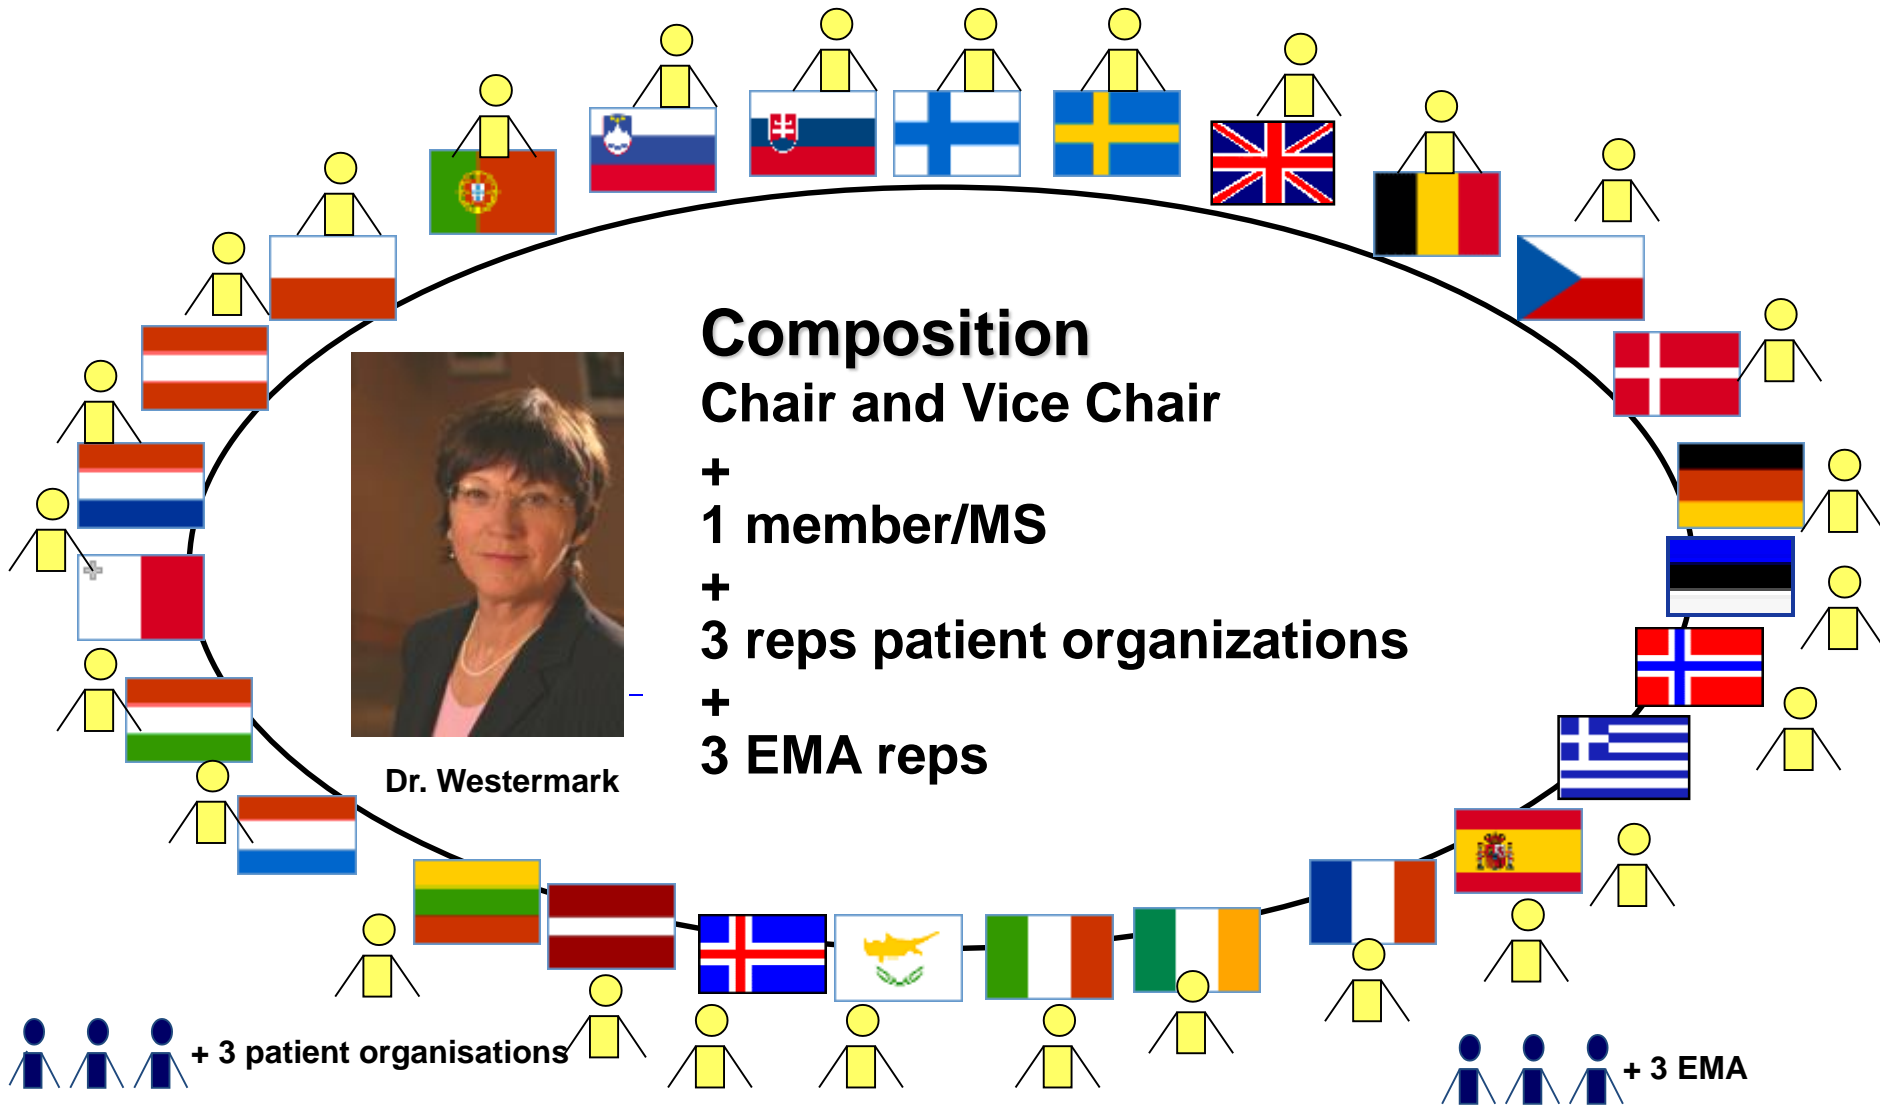 Composition
Chair and Vice Chair
+
1 member/MS
+
3 reps patient organizations
+
3 EMA reps
Dr. Westermark
+ 3 patient organisations
+ 3 EMA